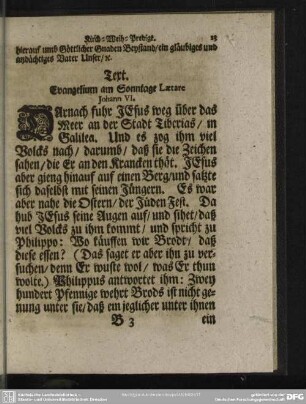 Kirch-Weih-Predigt. 13
hierauf umb Göttlicher Gnaden Beystand/ ein gläubiges und
andächtiges Vater Unser/ ꝛc.
Text.
Evangelium am Sonntage Lætare
Johann VI.
DArnach fuhr JEsus weg über das
Meer an der Stadt Tiberias/ in
Galilea. Und es zog ihm viel
Volcks nach/ darumb/ daß sie die Zeichen
sahen/ die Er an den Krancken thät. JEsus
aber gieng hinauf auf einen Berg/ und satzte
sich daselbst mit seinen Jüngern. Es war
aber nahe die Ostern/ der Jüden Fest. Da
hub JEsus seine Augen auf/ und sihet/ daß
viel Volcks zu ihm kommt/ und spricht zu
Philippo: Wo käuffen wir Brodt/ daß
diese essen? (Das saget er aber ihn zu ver-
suchen/ denn Er wuste wol/ was Er thun
wolte.) Philippus antwortet ihm: Zwey
hundert Pfennige wehrt Brods ist nicht ge-
nung unter sie/ daß ein jeglicher unter ihnen
B 3 ein
DFG